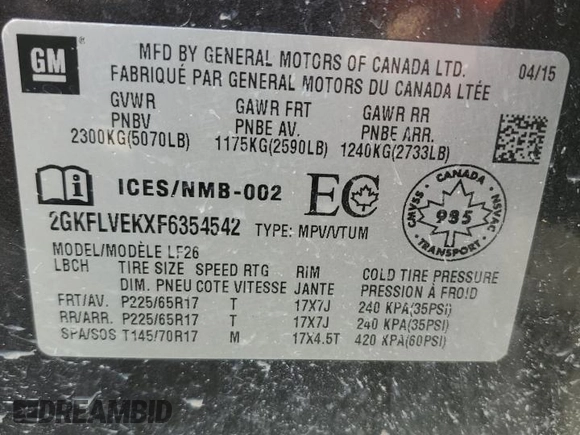 GM
MFD BY GENERAL MOTORS OF CANADA LTD. 04/15
FABRIQUÉ PAR GENERAL MOTORS DU CANADA LTÉE
GVWR GAWR FRT GAWR RR
PNBV PNBE AV. PNBE ARR.
2300KG(5070LB) 1175KG(2590LB) 1240KG(2733LB)
ICES/NMB-002 EC
CANADA CMVSS 985 NSVAC TRANSPORT
2GKFLVEKXF6354542 TYPE: MPV/VTUM
MODEL/MODÈLE LF26
LBCH TIRE SIZE SPEED RTG RIM COLD TIRE PRESSURE
DIM. PNEU COTE VITESSE JANTE PRESSION À FROID
FRT/AV. P225/65R17 T 17X7J 240 KPA(35PSI)
RR/ARR. P225/65R17 T 17X7J 240 KPA(35PSI)
SPA/SOS T145/70R17 M 17X4.5T 420 KPA(60PSI)
DREAMBID